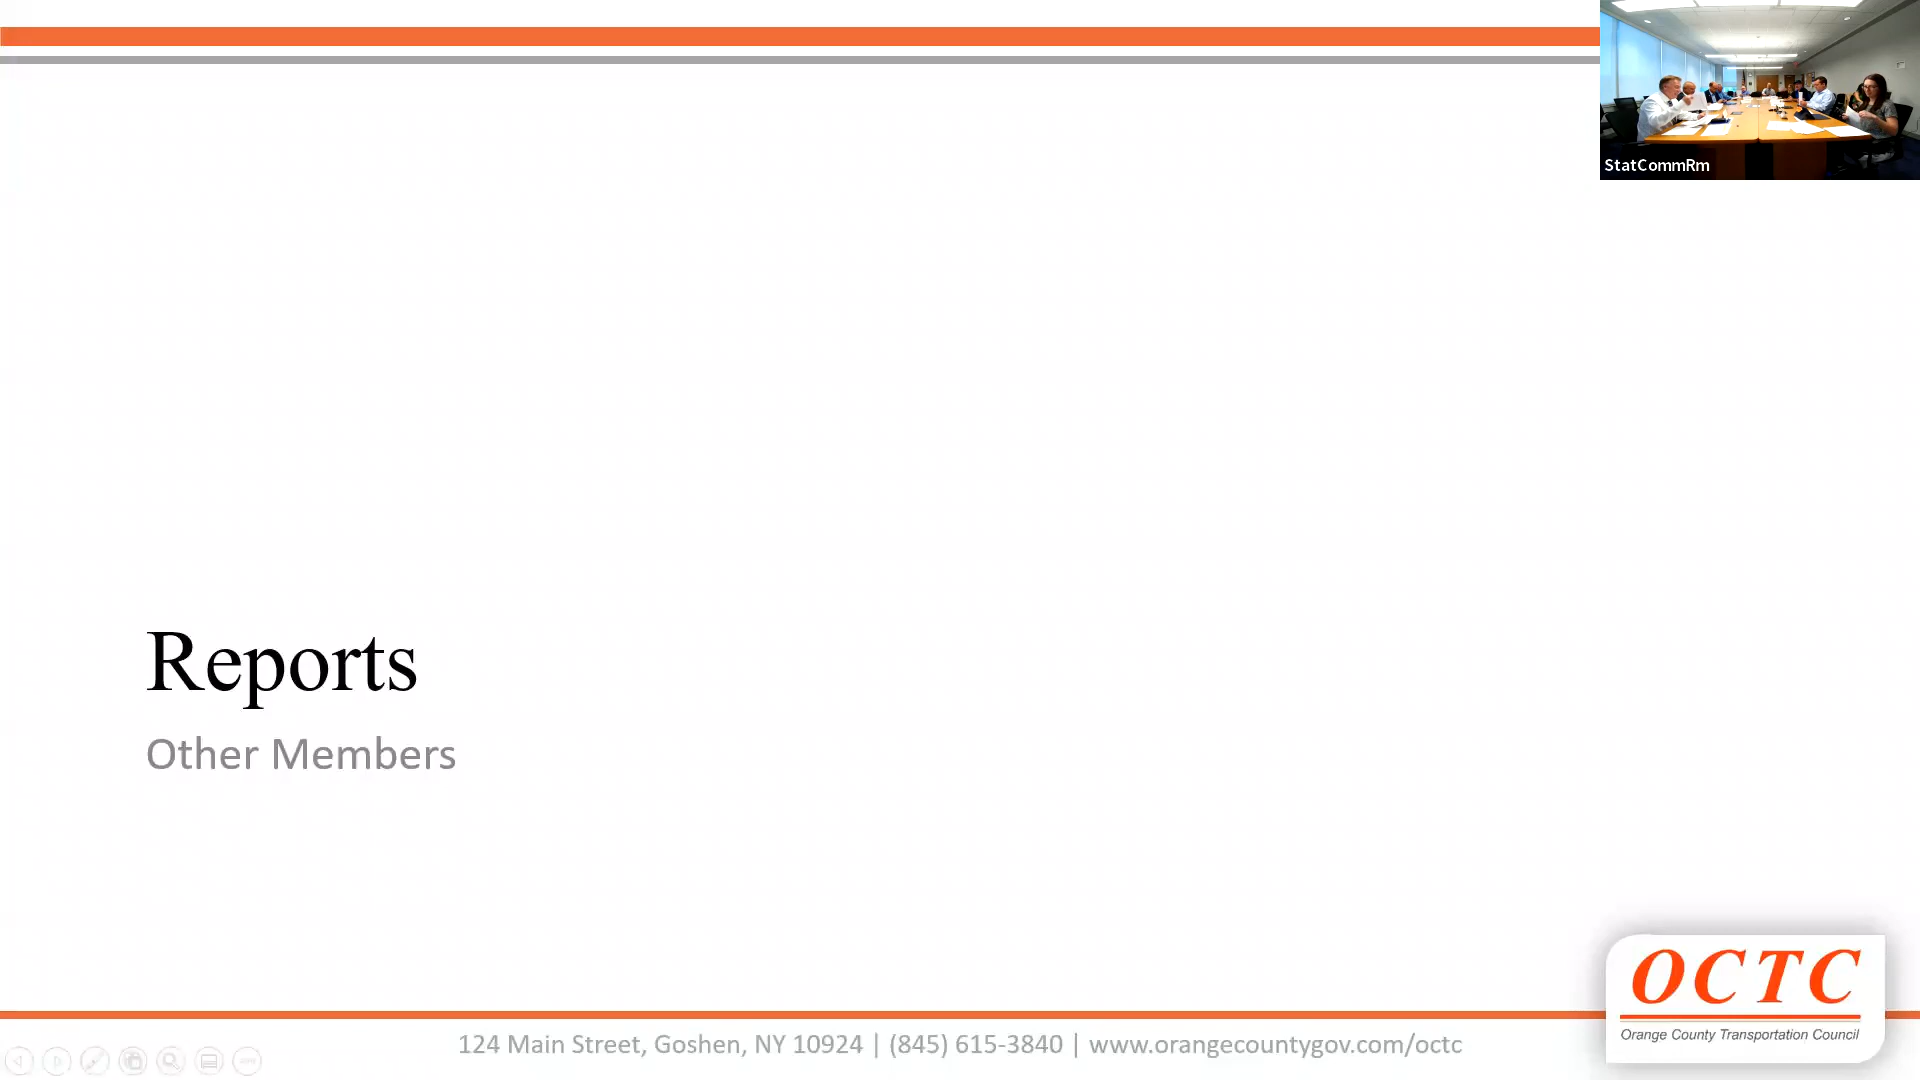 StatCommRm
Reports
Other Members
OCTC
Orange County Transportation Council
124 Main Street, Goshen, NY 10924 | (845) 615-3840 | www.orangecountygov.com/octc